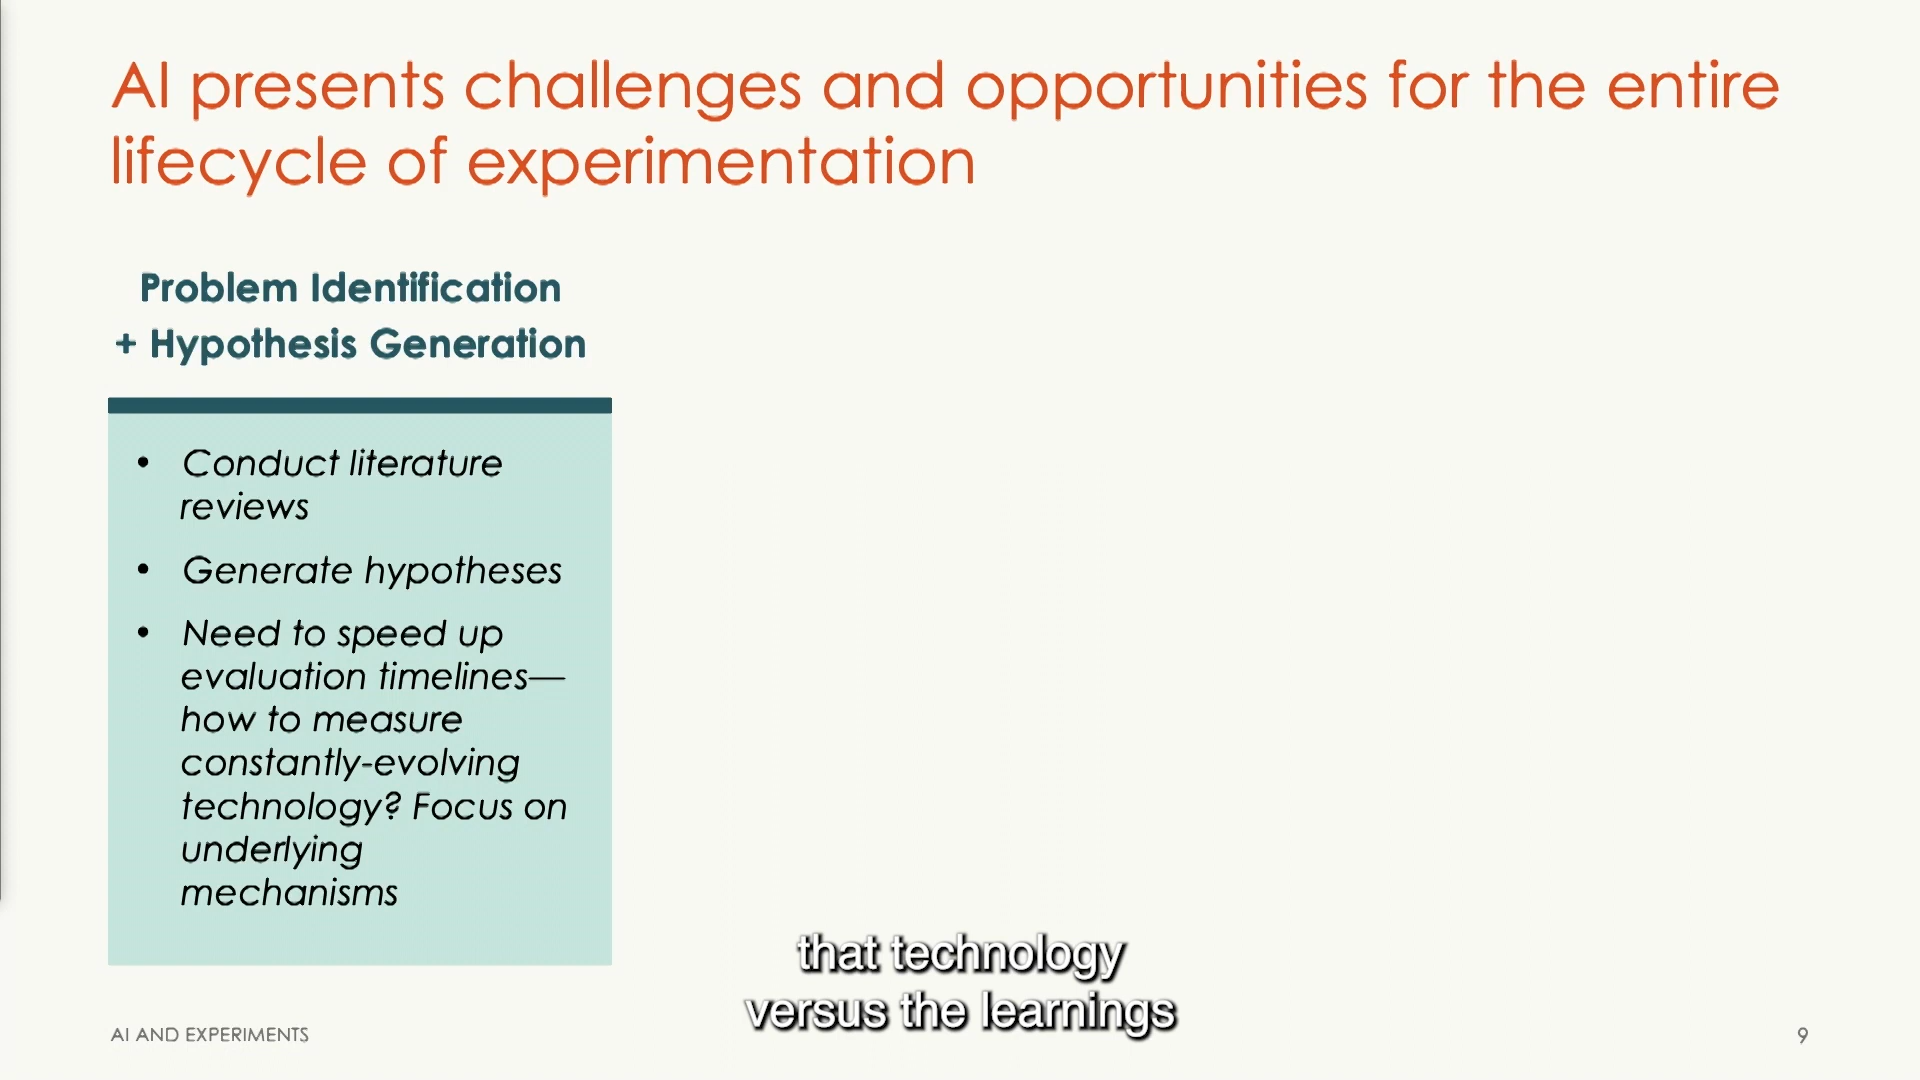 AI presents challenges and opportunities for the entire
lifecycle of experimentation
Problem Identification
+ Hypothesis Generation
• Conduct literature
reviews
• Generate hypotheses
• Need to speed up
evaluation timelines—
how to measure
constantly-evolving
technology? Focus on
underlying
mechanisms
that technology
versus the learnings
AI AND EXPERIMENTS
9